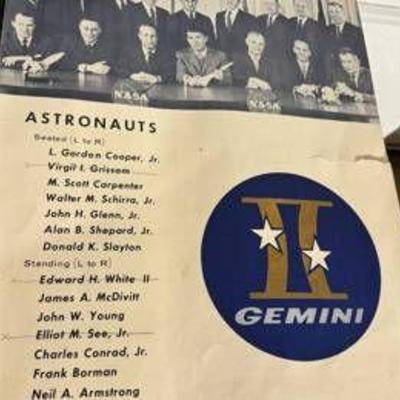 NASA NASA
ASTRONAUTS
Seated (L to R)
L. Gordon Cooper, Jr.
Virgil I. Grissom
M. Scott Carpenter
Walter M. Schirra, Jr.
John H. Glenn, Jr.
Alan B. Shepard, Jr.
Donald K. Slayton
Standing (L to R)
Edward H. White II
James A. McDivitt
John W. Young
Elliot M. See, Jr.
Charles Conrad, Jr.
Frank Borman
Neil A. Armstrong
II
GEMINI